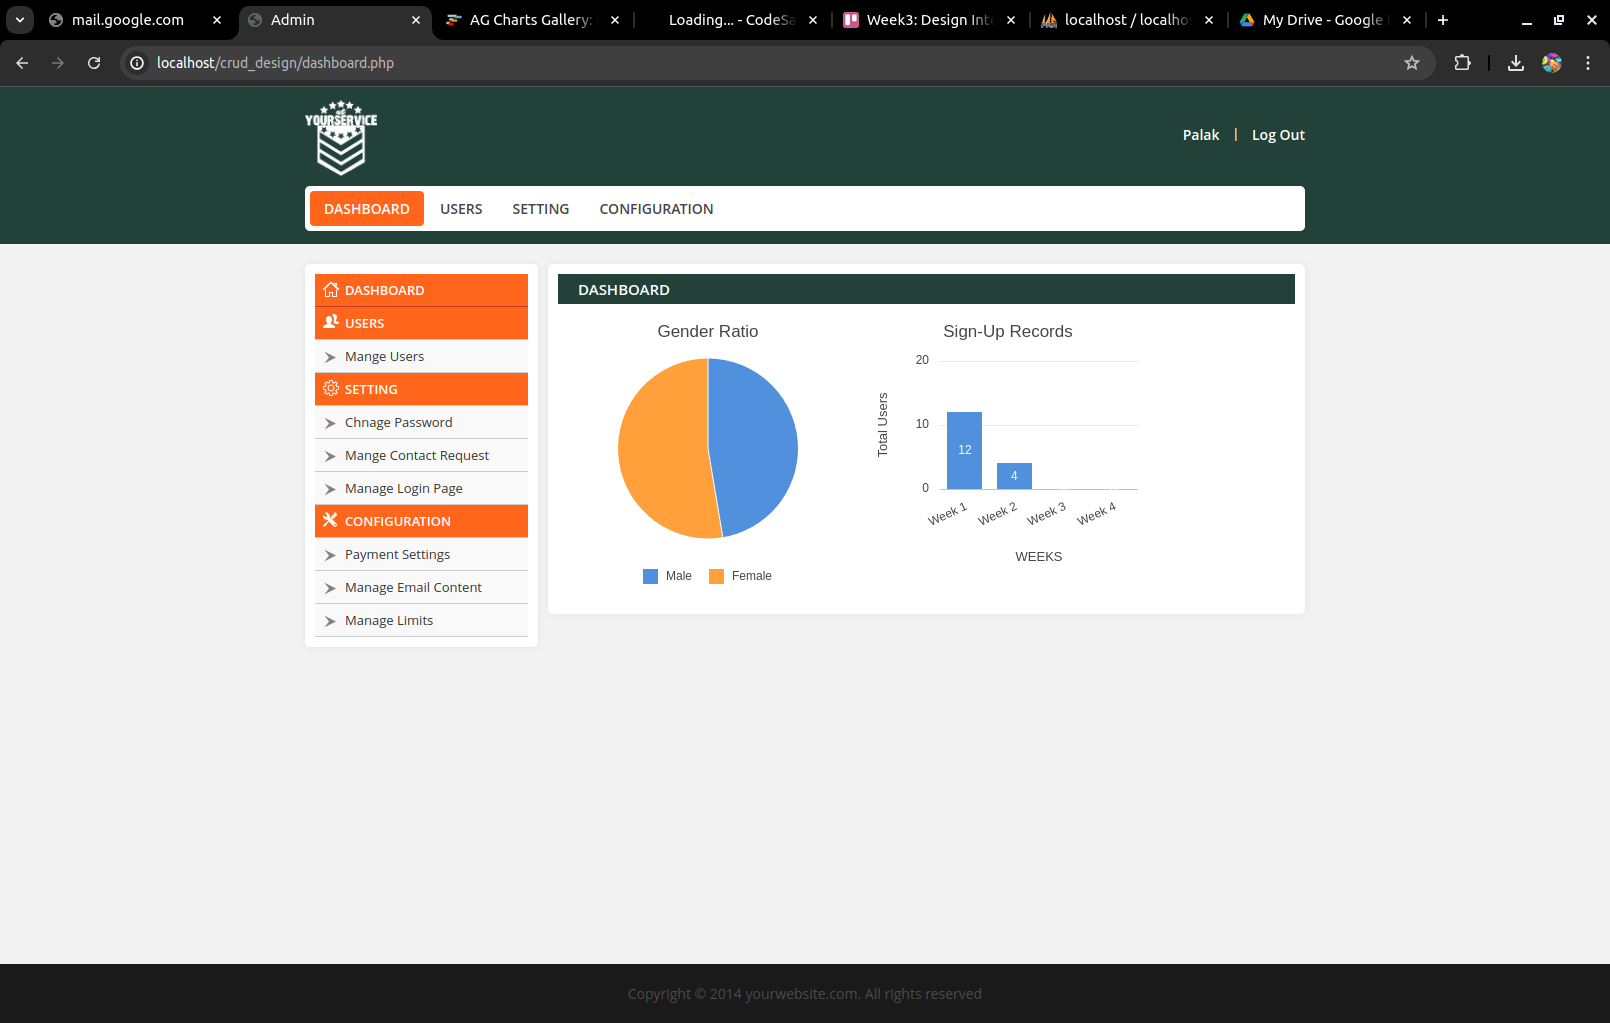 mail.google.com
Admin
AG Charts Gallery:
Loading... - CodeSa
Week3: Design Inte
localhost / localho
My Drive - Google
localhost/crud_design/dashboard.php
YOURSERVICE
Palak | Log Out
DASHBOARD USERS SETTING CONFIGURATION
DASHBOARD
USERS
Mange Users
SETTING
Chnage Password
Mange Contact Request
Manage Login Page
CONFIGURATION
Payment Settings
Manage Email Content
Manage Limits
DASHBOARD
Gender Ratio
Male Female
Sign-Up Records
20
10
0
Total Users
12
4
Week 1 Week 2 Week 3 Week 4
WEEKS
Copyright © 2014 yourwebsite.com. All rights reserved